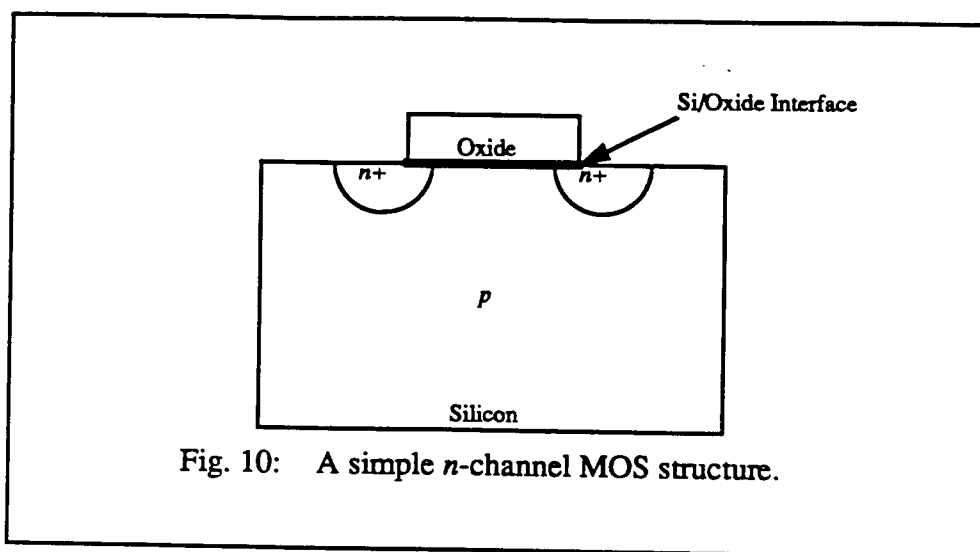 Si/Oxide Interface
Oxide
n+ n+
p
Silicon
Fig. 10: A simple n-channel MOS structure.